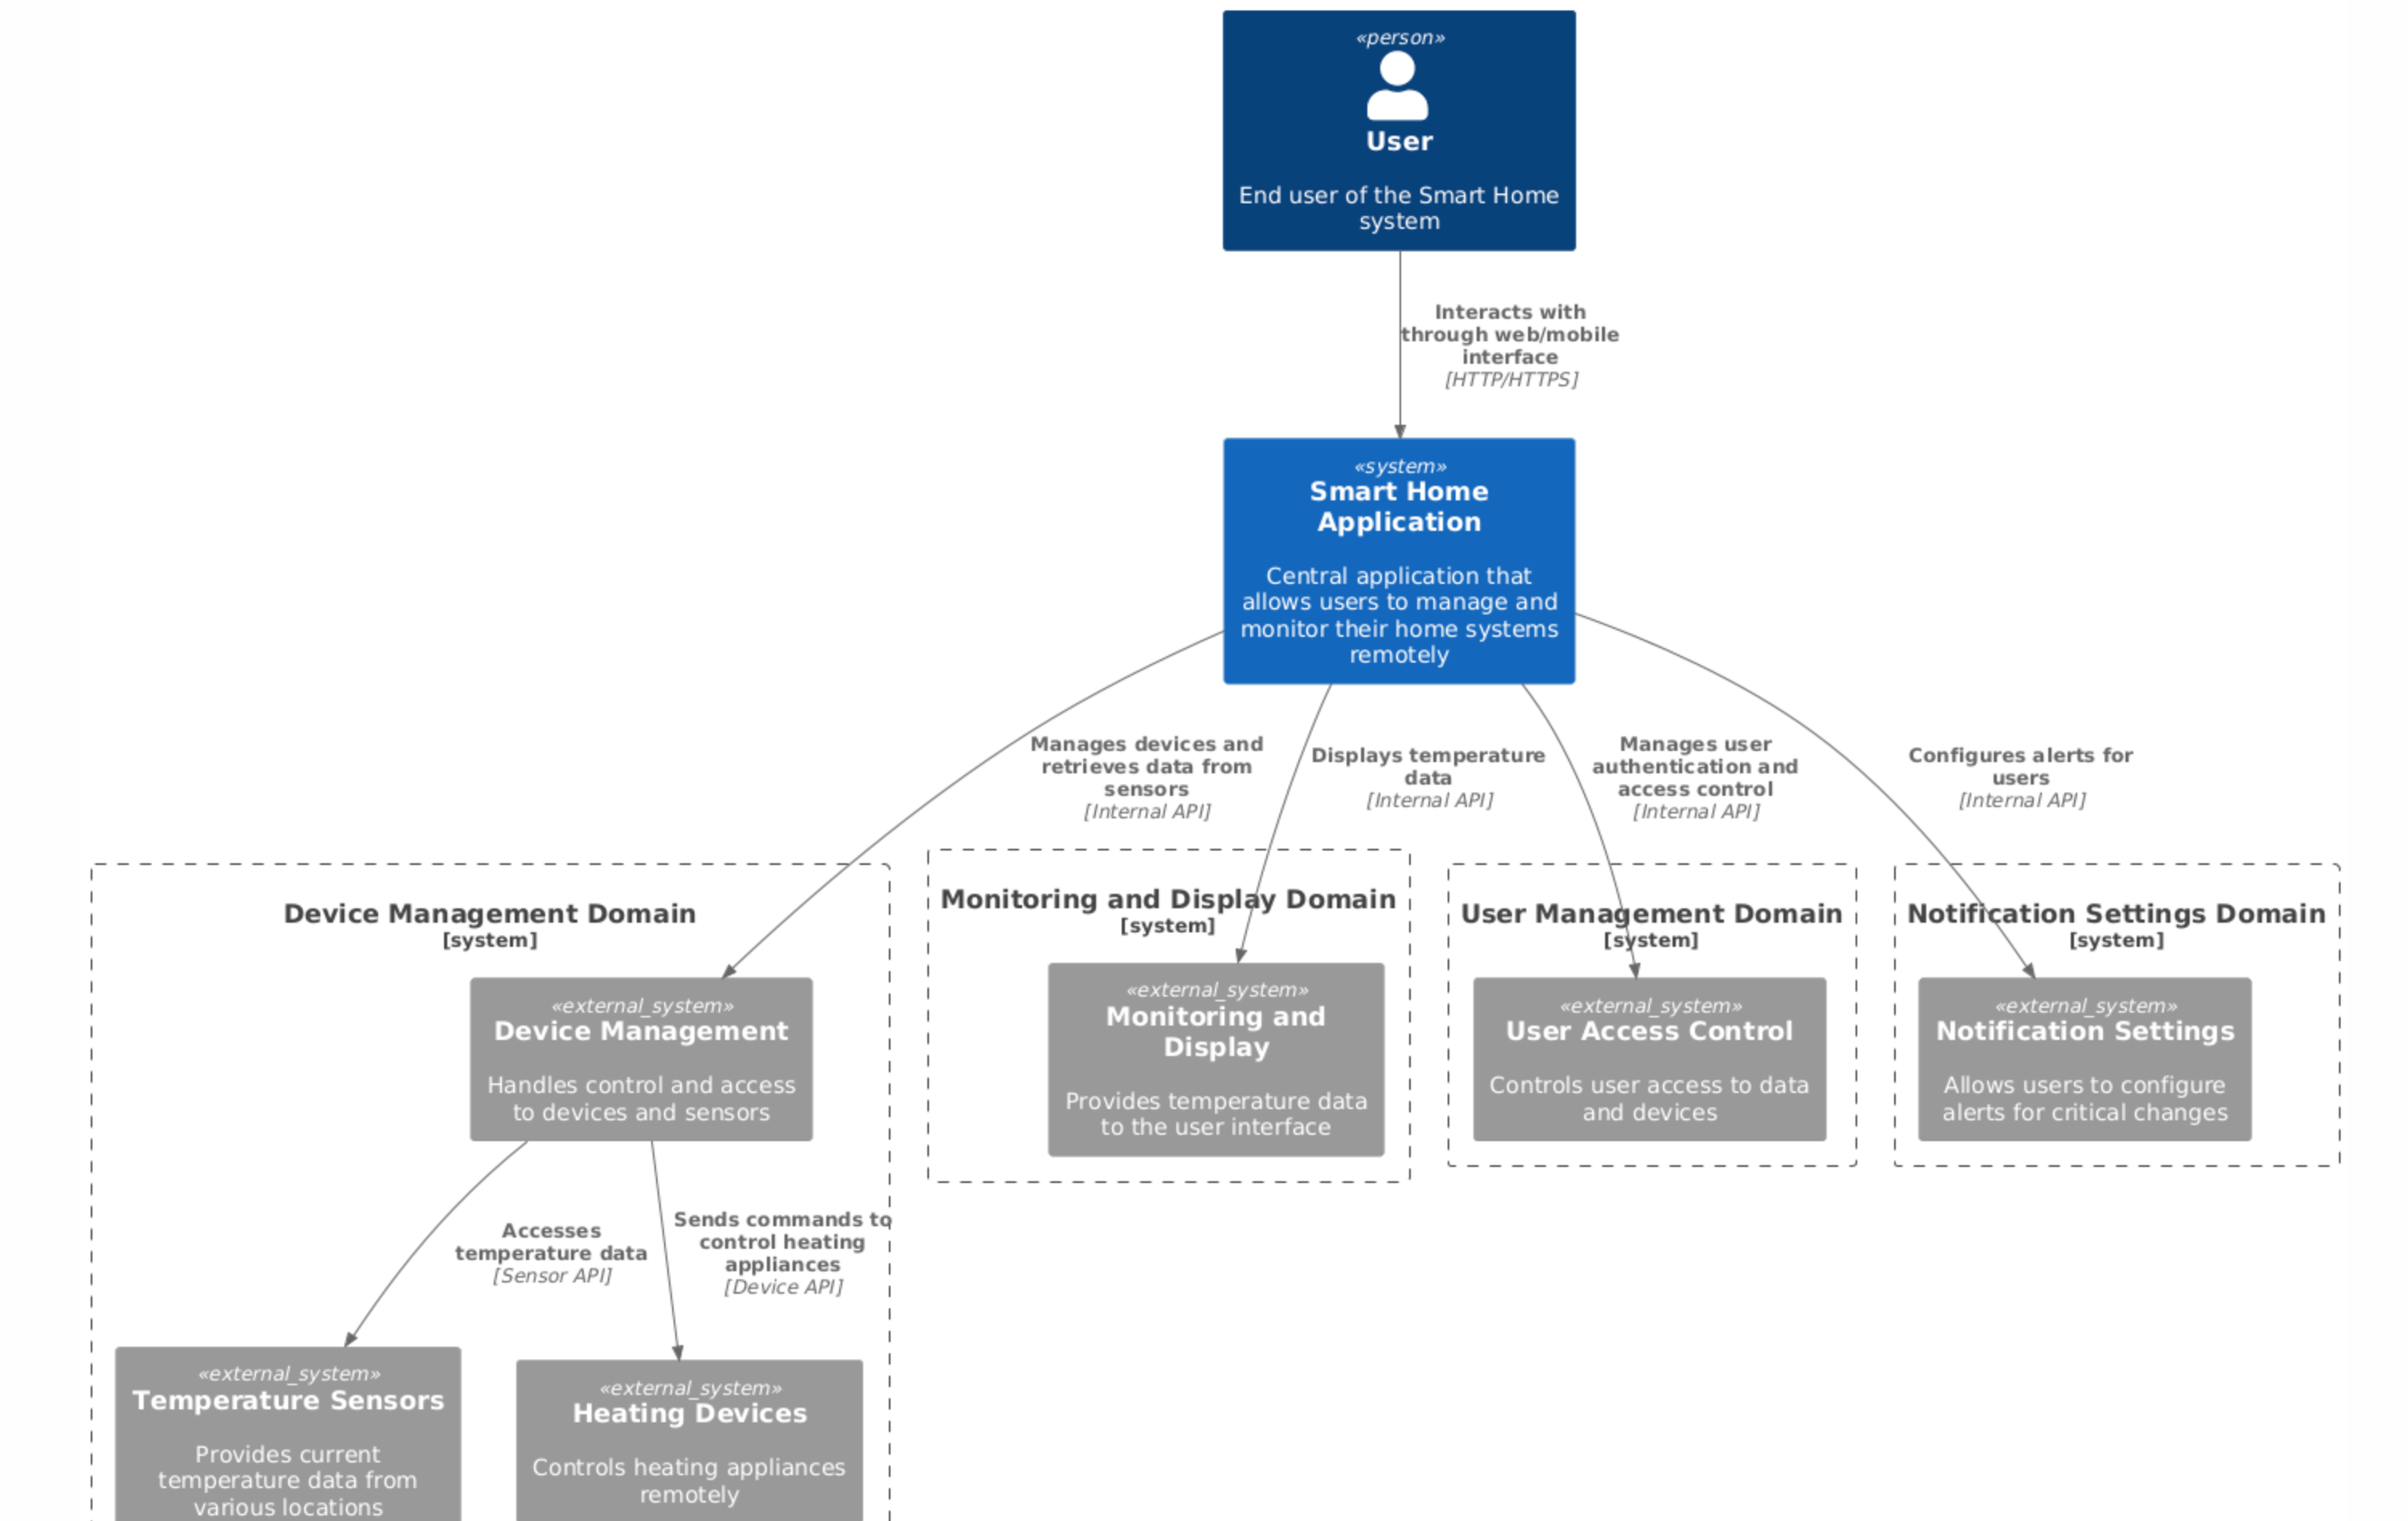 «person»
User
End user of the Smart Home
system
Interacts with
through web/mobile
interface
[HTTP/HTTPS]
«system»
Smart Home
Application
Central application that
allows users to manage and
monitor their home systems
remotely
Manages devices and
retrieves data from
sensors
[Internal API]
Displays temperature
data
[Internal API]
Manages user
authentication and
access control
[Internal API]
Configures alerts for
users
[Internal API]
Device Management Domain
[system]
«external_system»
Device Management
Handles control and access
to devices and sensors
Monitoring and Display Domain
[system]
«external_system»
Monitoring and
Display
Provides temperature data
to the user interface
User Management Domain
[system]
«external_system»
User Access Control
Controls user access to data
and devices
Notification Settings Domain
[system]
«external_system»
Notification Settings
Allows users to configure
alerts for critical changes
Accesses
temperature data
[Sensor API]
Sends commands to
control heating
appliances
[Device API]
«external_system»
Temperature Sensors
Provides current
temperature data from
various locations
«external_system»
Heating Devices
Controls heating appliances
remotely